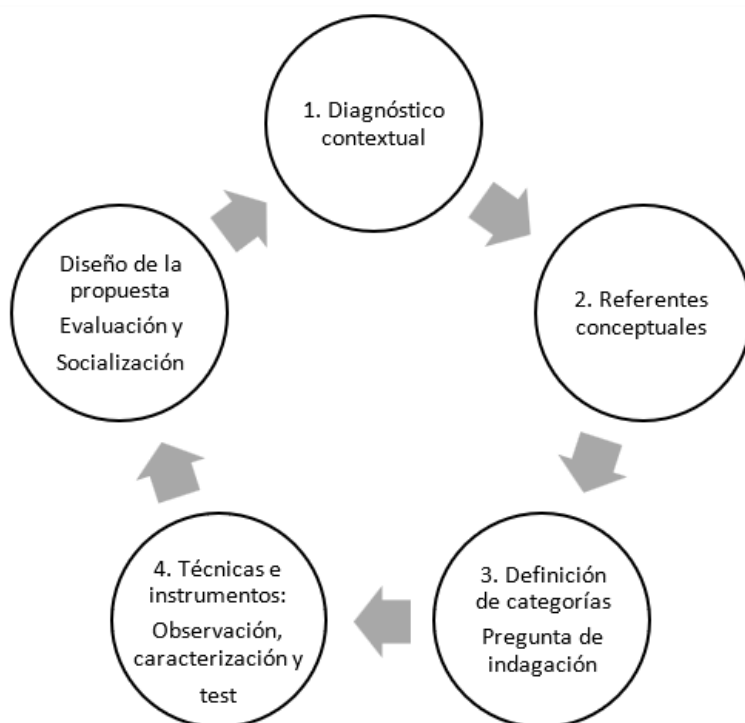 1. Diagnóstico
contextual
2. Referentes
conceptuales
3. Definición
de categorías
Pregunta de
indagación
4. Técnicas e
instrumentos:
Observación,
caracterización y
test
Diseño de la
propuesta
Evaluación y
Socialización